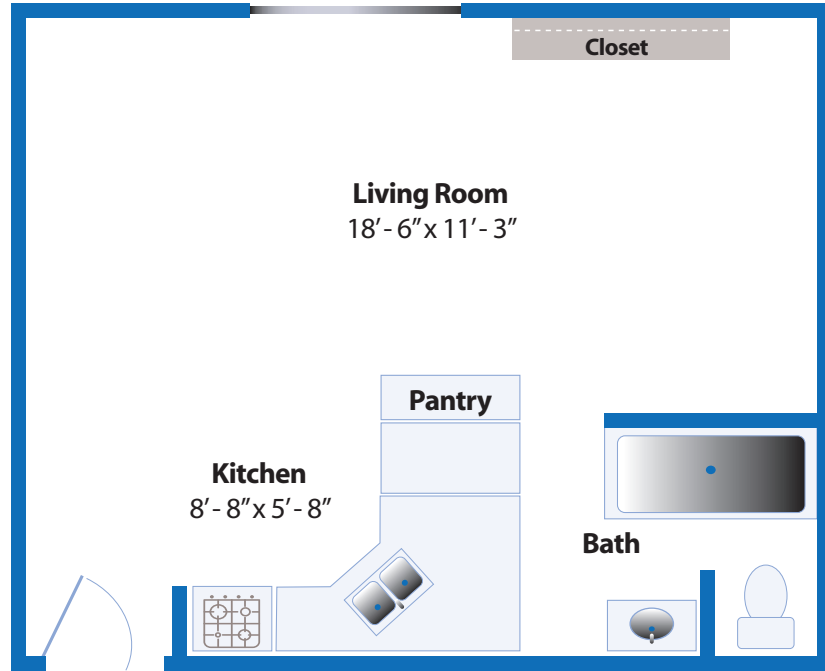 Closet
Living Room
18′ - 6″ x 11′ - 3″
Pantry
Kitchen
8′ - 8″ x 5′ - 8″
Bath